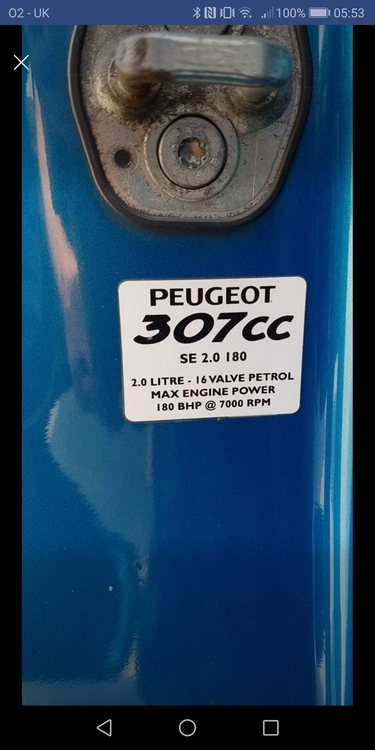 O2 - UK 100% 05:53
PEUGEOT
307cc
SE 2.0 180
2.0 LITRE - 16 VALVE PETROL
MAX ENGINE POWER
180 BHP @ 7000 RPM